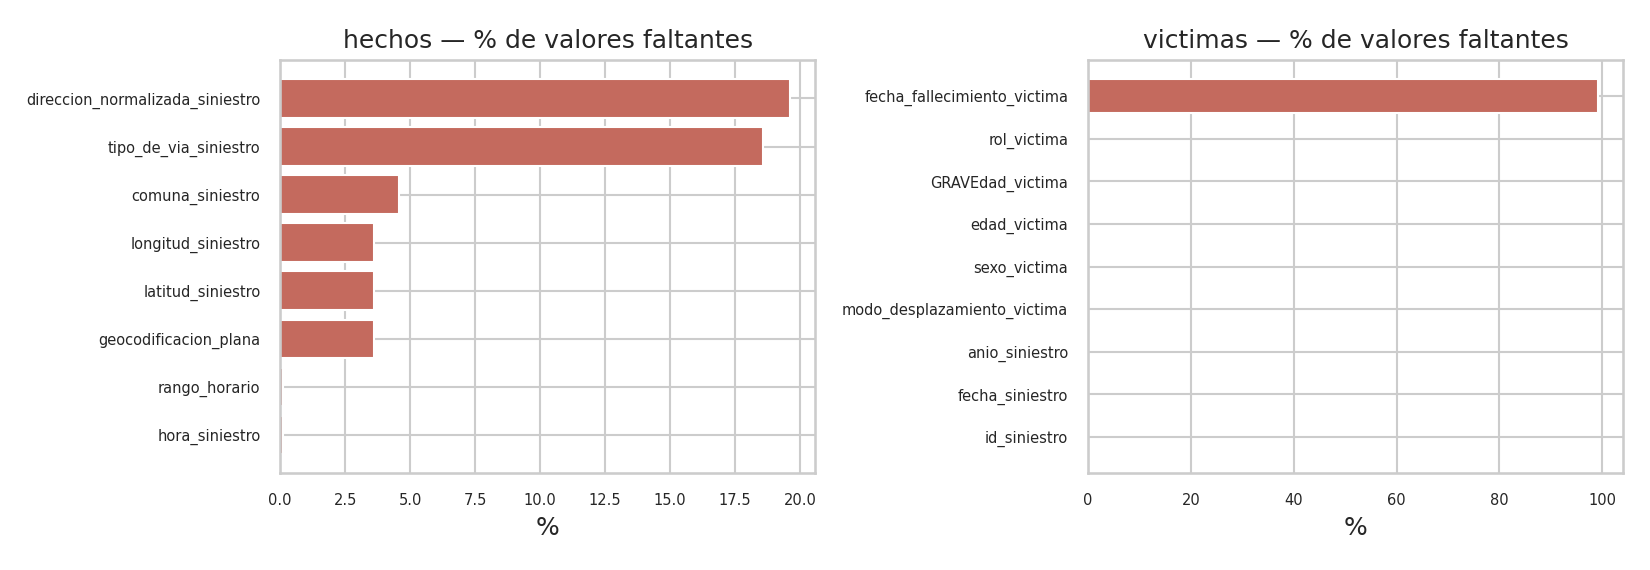 hechos — % de valores faltantes
direccion_normalizada_siniestro
tipo_de_via_siniestro
comuna_siniestro
longitud_siniestro
latitud_siniestro
geocodificacion_plana
rango_horario
hora_siniestro
0.0 2.5 5.0 7.5 10.0 12.5 15.0 17.5 20.0
%
victimas — % de valores faltantes
fecha_fallecimiento_victima
rol_victima
GRAVEdad_victima
edad_victima
sexo_victima
modo_desplazamiento_victima
anio_siniestro
fecha_siniestro
id_siniestro
0 20 40 60 80 100
%